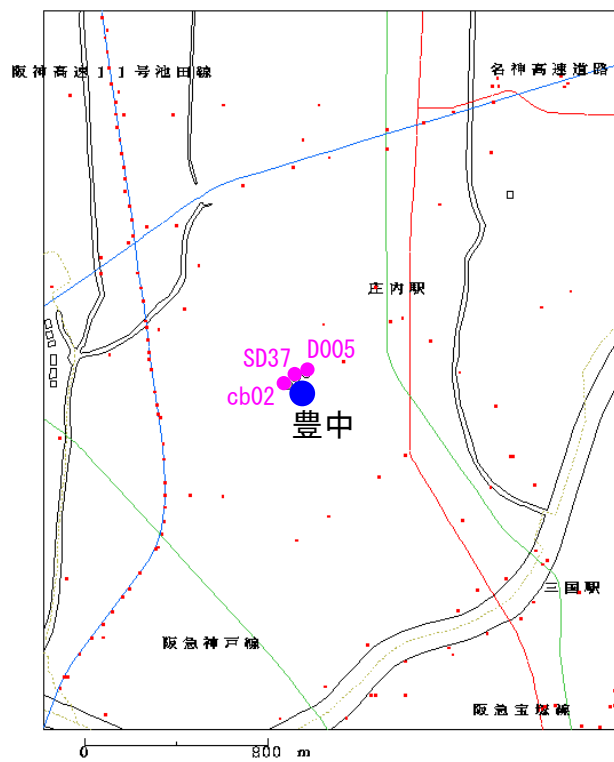 阪神高速11号池田線
名神高速道路
庄内駅
D005
SD37
cb02
豊中
三国駅
阪急神戸線
阪急宝塚線
0 800 m